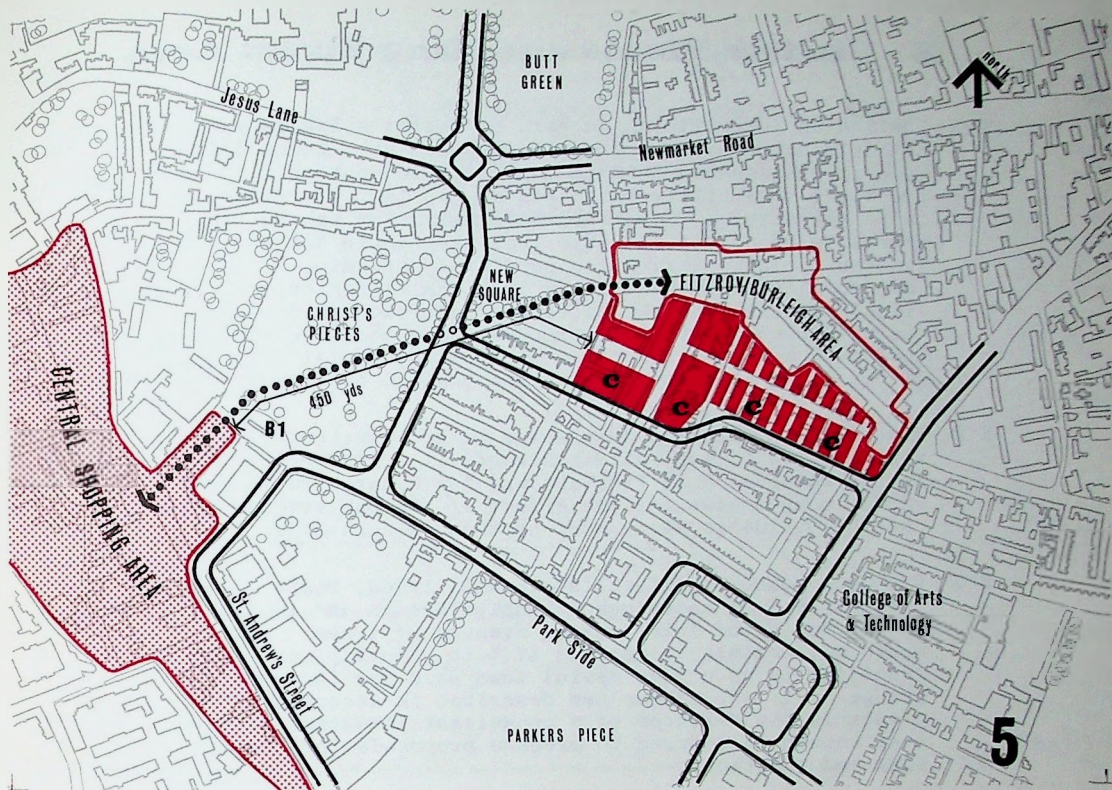 BUTT
GREEN
north
Jesus Lane
Newmarket Road
NEW
SQUARE
FITZROY/BURLEIGH AREA
CHRIST'S
PIECES
450 yds
B1
C
C
C
C
CENTRAL SHOPPING AREA
St. Andrew's Street
Park Side
College of Arts
& Technology
PARKERS PIECE
5